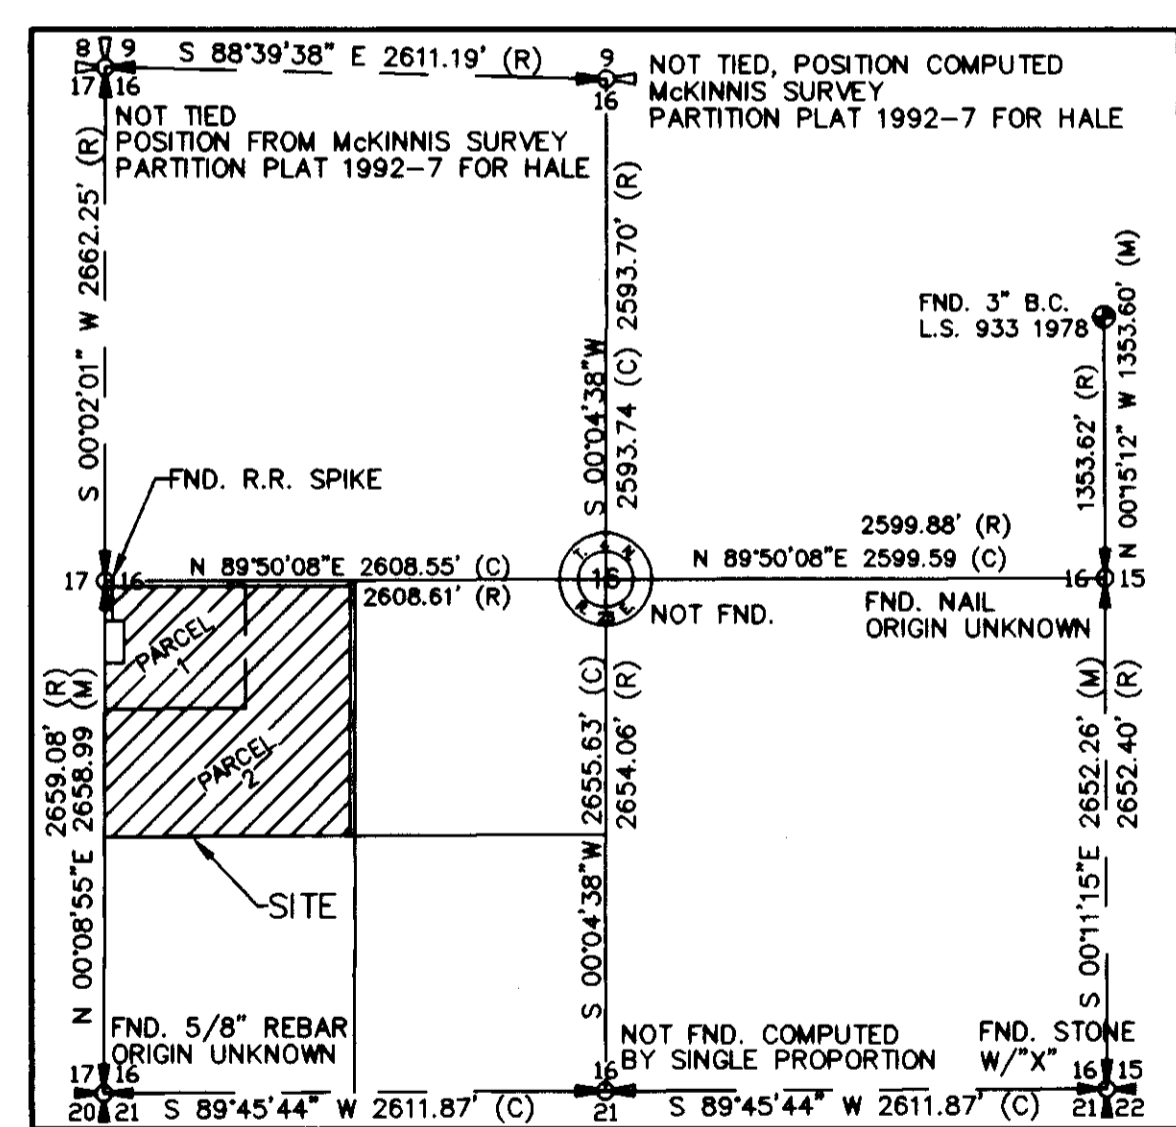 8 9
S 88°39'38" E 2611.19' (R)
9
17 16
16
NOT TIED, POSITION COMPUTED
McKINNIS SURVEY
PARTITION PLAT 1992-7 FOR HALE
NOT TIED
POSITION FROM McKINNIS SURVEY
PARTITION PLAT 1992-7 FOR HALE
S 00°02'01" W 2662.25' (R)
S 00°04'38"W 2593.74 (C) 2593.70' (R)
FND. 3" B.C.
L.S. 933 1978
1353.62' (R)
N 00°15'12" W 1353.60' (M)
FND. R.R. SPIKE
17 16
N 89°50'08"E 2608.55' (C)
2608.61' (R)
T. 4 N
16
R E.
NOT FND.
2599.88' (R)
N 89°50'08"E 2599.59 (C)
16 15
FND. NAIL
ORIGIN UNKNOWN
PARCEL
1
PARCEL
2
SITE
2659.08' (R)
N 00°08'55"E 2658.99 (M)
S 00°04'38"W 2655.63' (C)
2654.06' (R)
S 00°11'15"E 2652.26' (M)
2652.40' (R)
FND. 5/8" REBAR
ORIGIN UNKNOWN
NOT FND. COMPUTED
BY SINGLE PROPORTION
FND. STONE
W/"X"
17 16
16
16 15
20 21
S 89°45'44" W 2611.87' (C)
21
S 89°45'44" W 2611.87' (C)
21 22